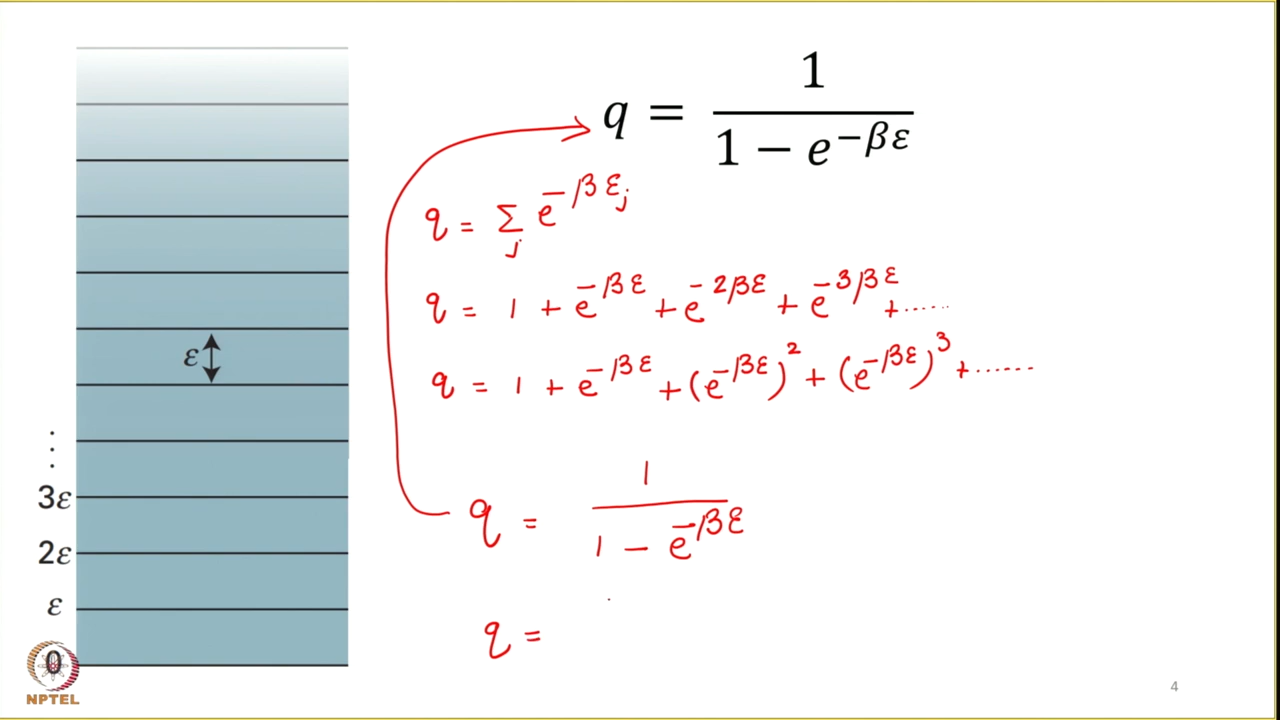 q = 1 / (1 − e^{−βε})
q = Σ_j e^{−βε_j}
q = 1 + e^{−βε} + e^{−2βε} + e^{−3βε} + ......
ε
q = 1 + e^{−βε} + (e^{−βε})^2 + (e^{−βε})^3 + ......
⋮
3ε
q = 1 / (1 − e^{−βε})
2ε
ε
q =
0
NPTEL
4